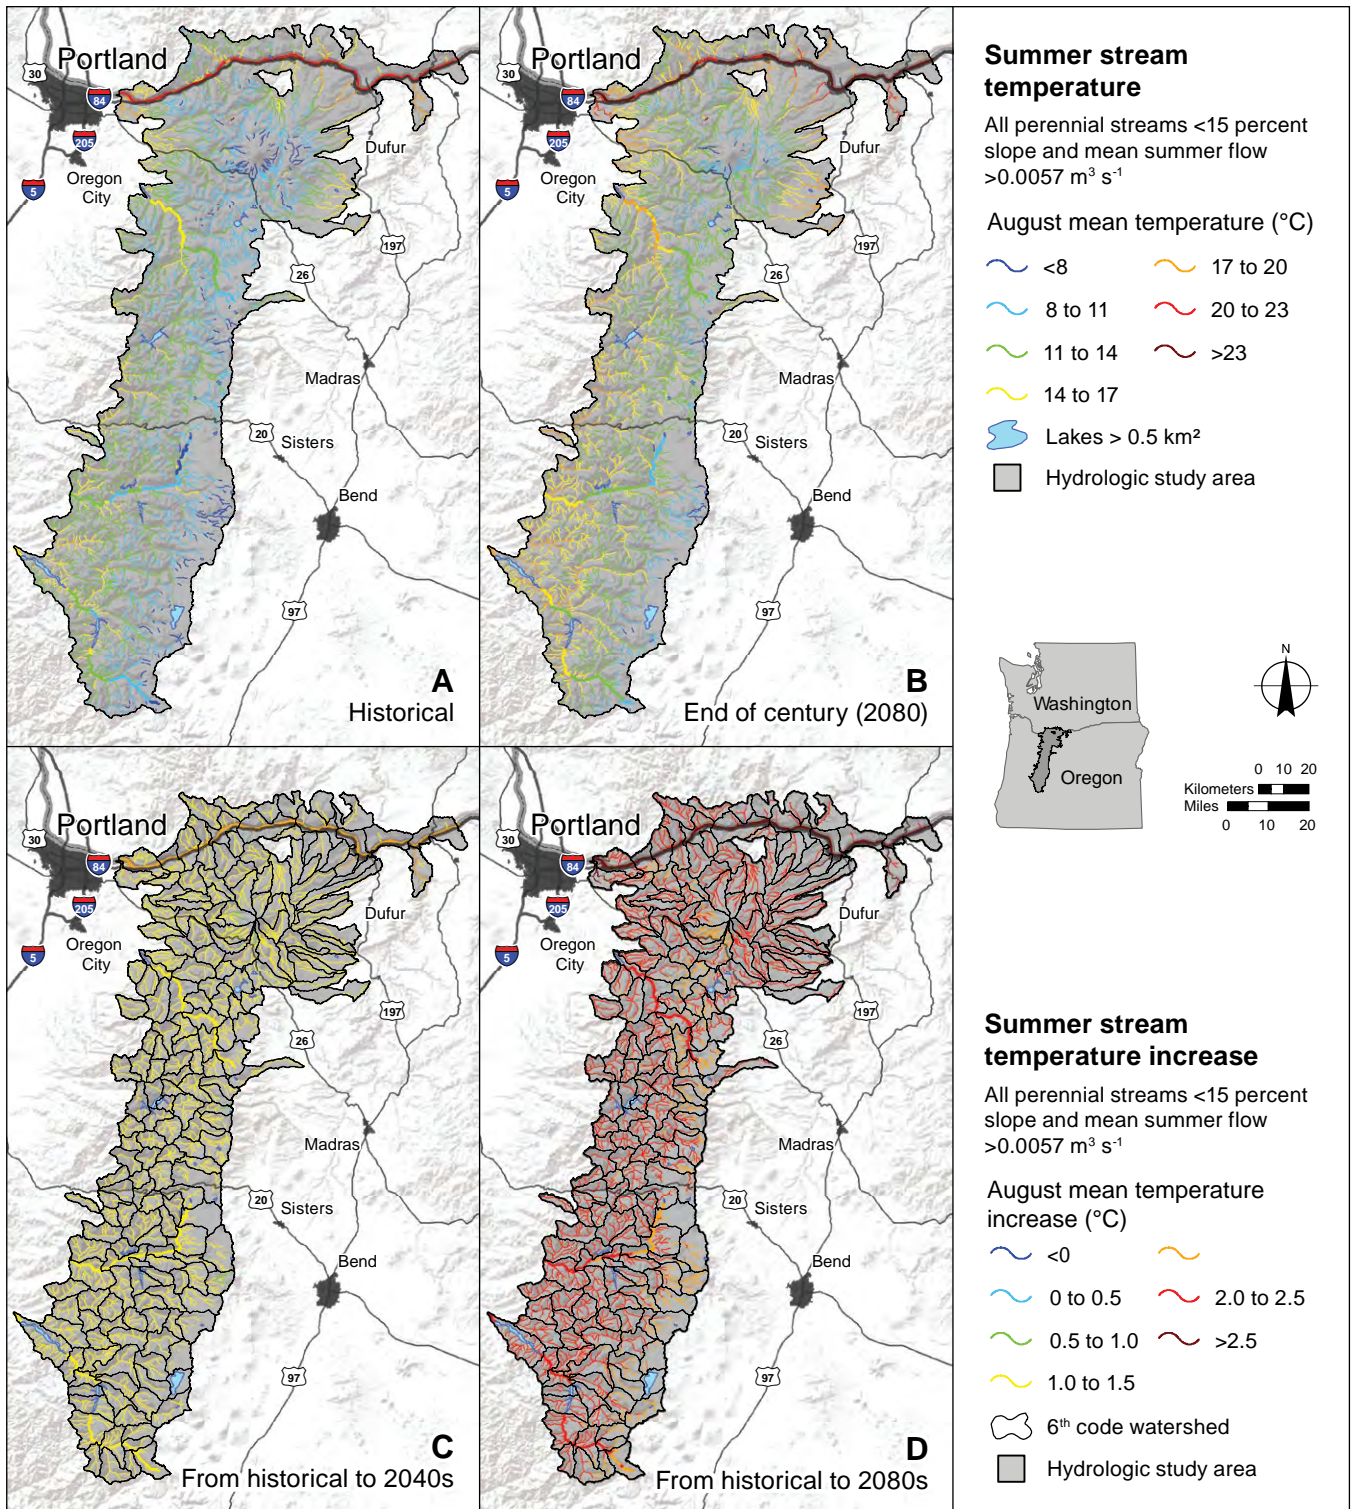 Portland
30
84
205
5
Oregon
City
Dufur
197
26
Madras
20
Sisters
Bend
97
A
Historical
Portland
30
84
205
5
Oregon
City
Dufur
197
26
Madras
20
Sisters
Bend
97
B
End of century (2080)
Summer stream
temperature
All perennial streams <15 percent
slope and mean summer flow
>0.0057 m³ s⁻¹
August mean temperature (°C)
<8
17 to 20
8 to 11
20 to 23
11 to 14
>23
14 to 17
Lakes > 0.5 km²
Hydrologic study area
Washington
Oregon
N
0 10 20
Kilometers
Miles
0 10 20
Portland
30
84
205
5
Oregon
City
Dufur
197
26
Madras
20
Sisters
Bend
97
C
From historical to 2040s
Portland
30
84
205
5
Oregon
City
Dufur
197
26
Madras
20
Sisters
Bend
97
D
From historical to 2080s
Summer stream
temperature increase
All perennial streams <15 percent
slope and mean summer flow
>0.0057 m³ s⁻¹
August mean temperature
increase (°C)
<0
0 to 0.5
2.0 to 2.5
0.5 to 1.0
>2.5
1.0 to 1.5
6th code watershed
Hydrologic study area